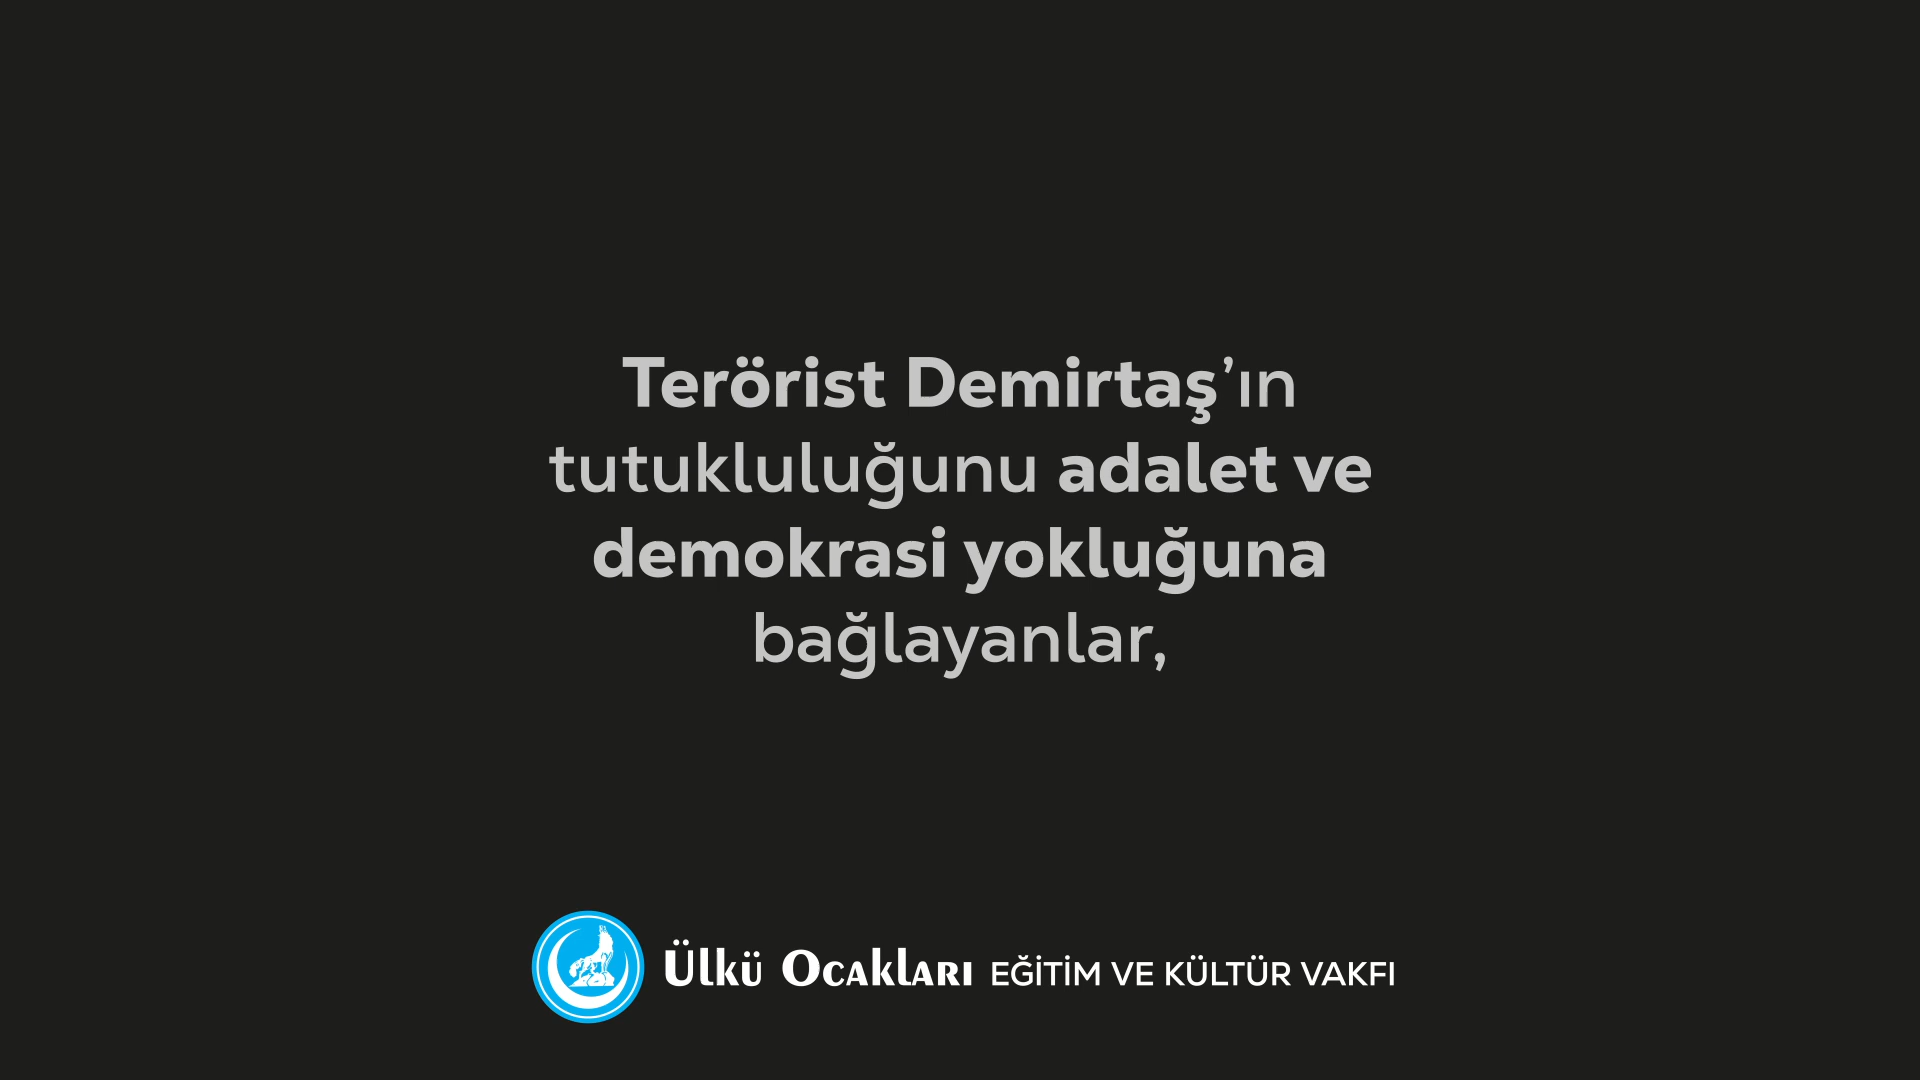 Terörist Demirtaş’ın
tutukluluğunu adalet ve
demokrasi yokluğuna
bağlayanlar,
Ülkü Ocakları EĞİTİM VE KÜLTÜR VAKFI